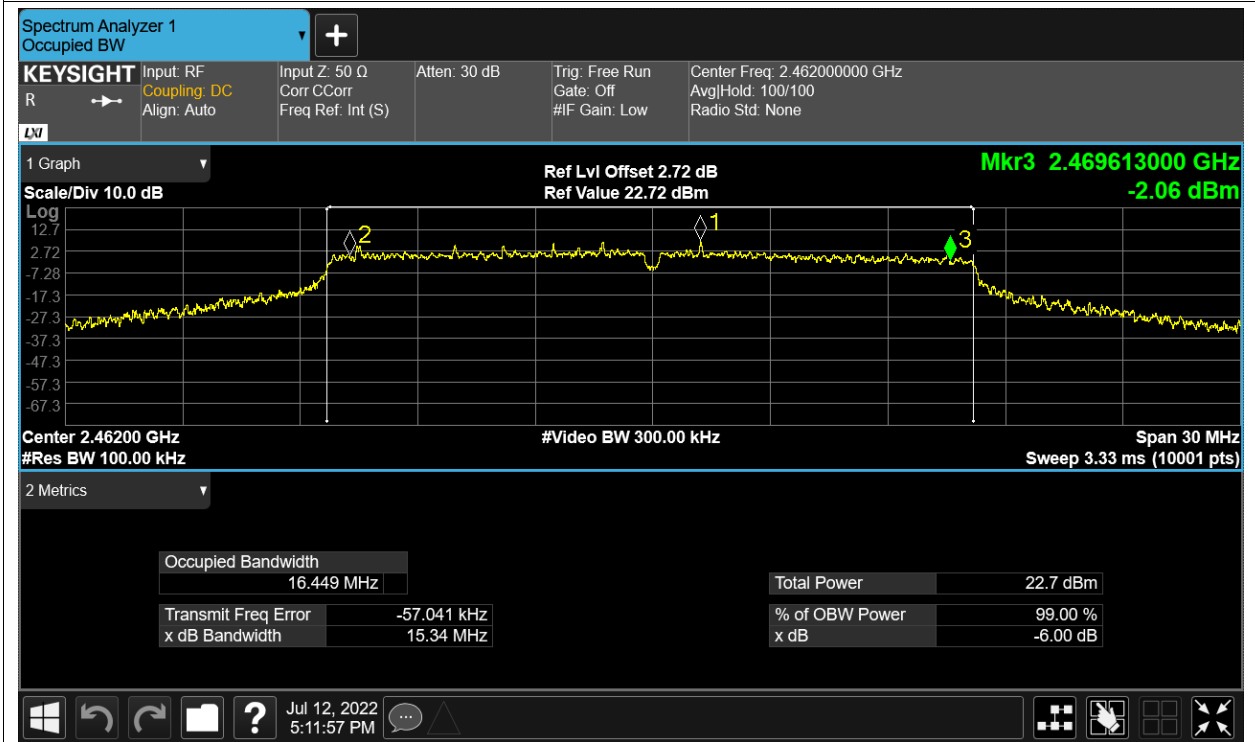 Spectrum Analyzer 1
Occupied BW
+
KEYSIGHT
R
LXI
Input: RF
Coupling: DC
Align: Auto
Input Z: 50 Ω
Corr CCorr
Freq Ref: Int (S)
Atten: 30 dB
Trig: Free Run
Gate: Off
#IF Gain: Low
Center Freq: 2.462000000 GHz
Avg|Hold: 100/100
Radio Std: None
1 Graph
Scale/Div 10.0 dB
Ref Lvl Offset 2.72 dB
Ref Value 22.72 dBm
Mkr3 2.469613000 GHz
-2.06 dBm
Log
12.7
2.72
-7.28
-17.3
-27.3
-37.3
-47.3
-57.3
-67.3
2
1
3
Center 2.46200 GHz
#Video BW 300.00 kHz
Span 30 MHz
#Res BW 100.00 kHz
Sweep 3.33 ms (10001 pts)
2 Metrics
Occupied Bandwidth
16.449 MHz
Total Power 22.7 dBm
Transmit Freq Error -57.041 kHz
% of OBW Power 99.00 %
x dB Bandwidth 15.34 MHz
x dB -6.00 dB
?
Jul 12, 2022
5:11:57 PM